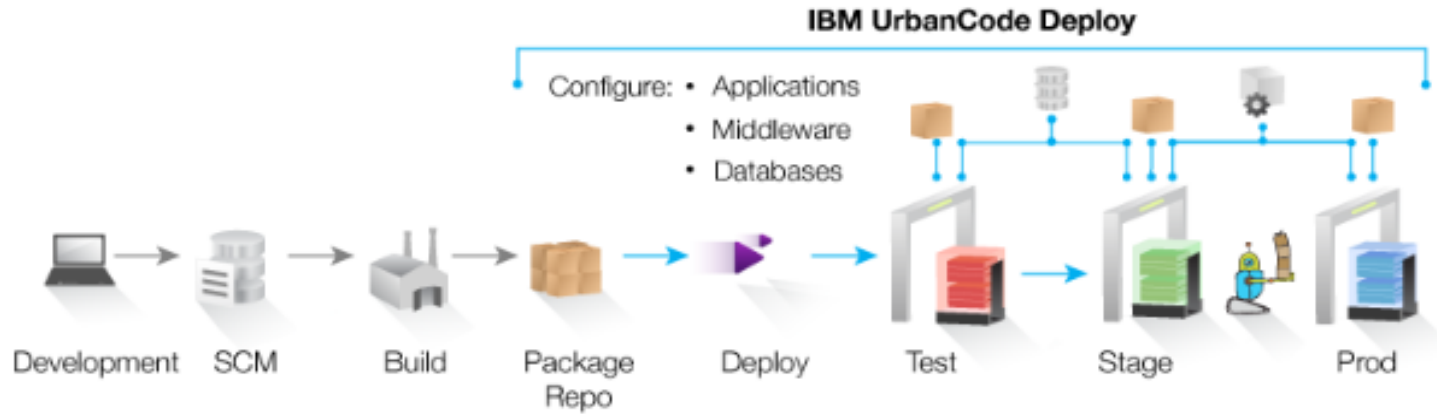 IBM UrbanCode Deploy
Configure: • Applications
• Middleware
• Databases
Development
SCM
Build
Package
Repo
Deploy
Test
Stage
Prod